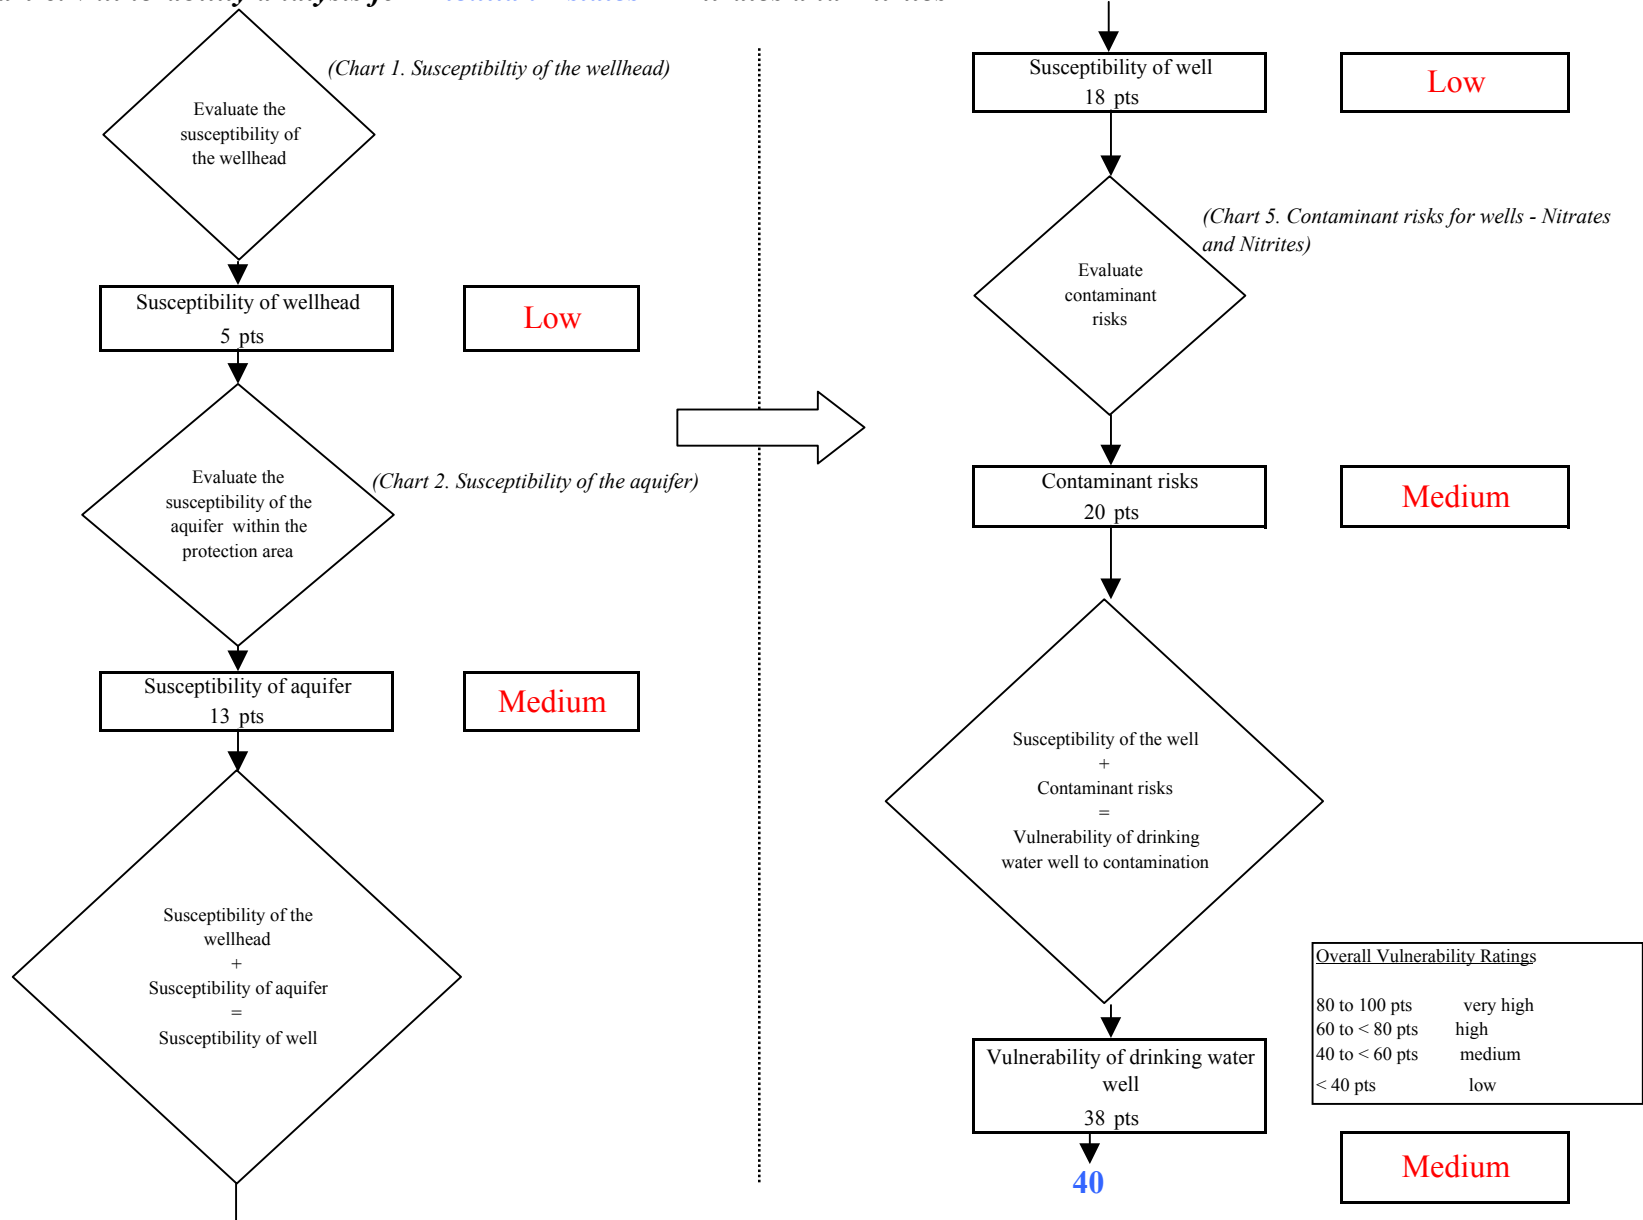 (Chart 1. Susceptibiltiy of the wellhead)
Evaluate the
susceptibility of
the wellhead
Susceptibility of wellhead
5 pts
Low
Evaluate the
susceptibility of the
aquifer within the
protection area
(Chart 2. Susceptibility of the aquifer)
Susceptibility of aquifer
13 pts
Medium
Susceptibility of the
wellhead
+
Susceptibility of aquifer
=
Susceptibility of well
Susceptibility of well
18 pts
Low
(Chart 5. Contaminant risks for wells - Nitrates
and Nitrites)
Evaluate
contaminant
risks
Contaminant risks
20 pts
Medium
Susceptibility of the well
+
Contaminant risks
=
Vulnerability of drinking
water well to contamination
Overall Vulnerability Ratings
80 to 100 pts very high
60 to < 80 pts high
40 to < 60 pts medium
< 40 pts low
Vulnerability of drinking water
well
38 pts
40
Medium